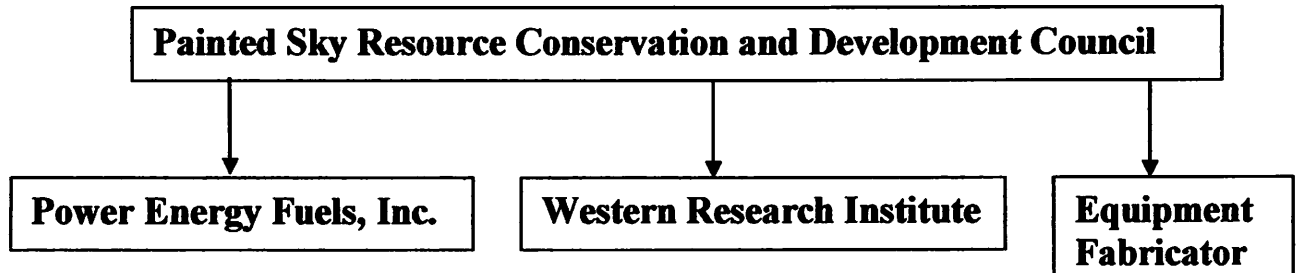 Painted Sky Resource Conservation and Development Council
Power Energy Fuels, Inc.
Western Research Institute
Equipment
Fabricator